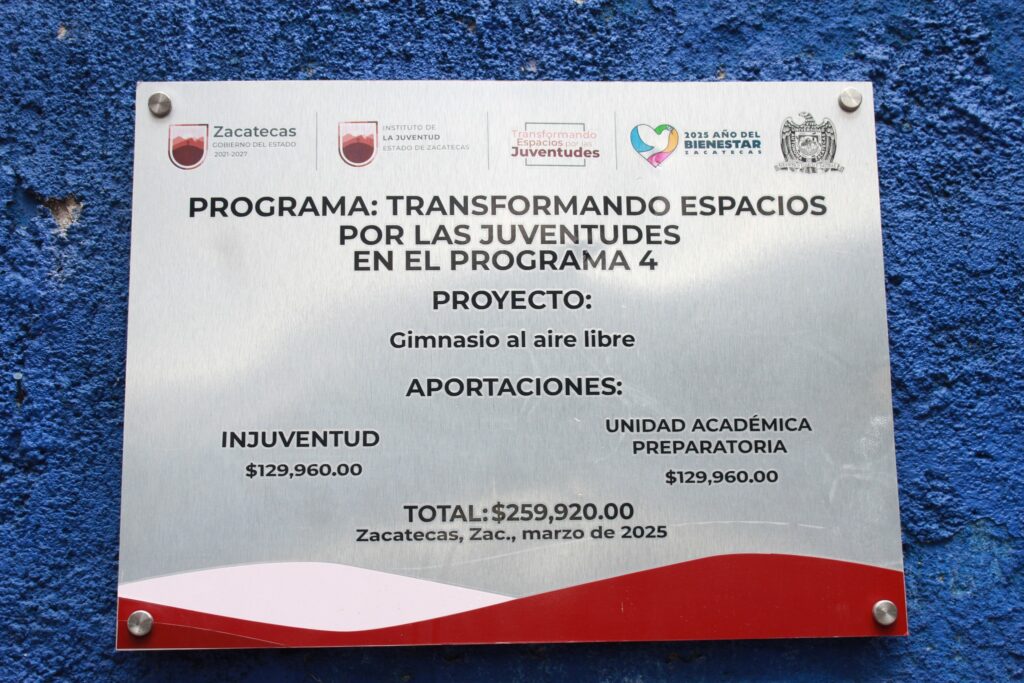 Zacatecas
GOBIERNO DEL ESTADO
2021-2027
INSTITUTO DE
LA JUVENTUD
ESTADO DE ZACATECAS
Transformando
Espacios por las
Juventudes
2025 AÑO DEL
BIENESTAR
ZACATECAS
PROGRAMA: TRANSFORMANDO ESPACIOS
POR LAS JUVENTUDES
EN EL PROGRAMA 4
PROYECTO:
Gimnasio al aire libre
APORTACIONES:
INJUVENTUD
$129,960.00
UNIDAD ACADÉMICA
PREPARATORIA
$129,960.00
TOTAL: $259,920.00
Zacatecas, Zac., marzo de 2025